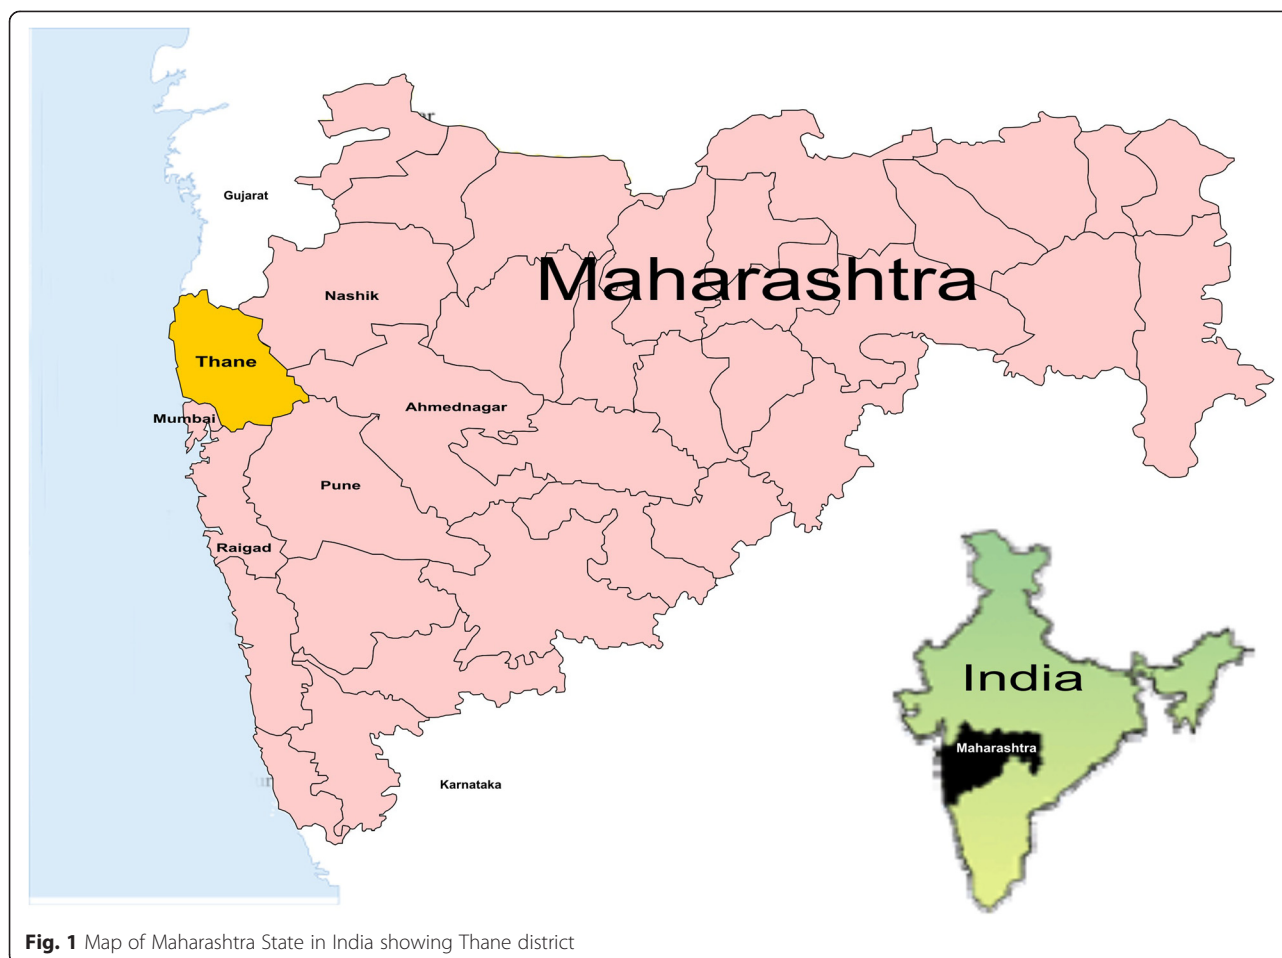 Gujarat
Maharashtra
Nashik
Thane
Ahmednagar
Mumbai
Pune
Raigad
India
Maharashtra
Karnataka
Fig. 1 Map of Maharashtra State in India showing Thane district